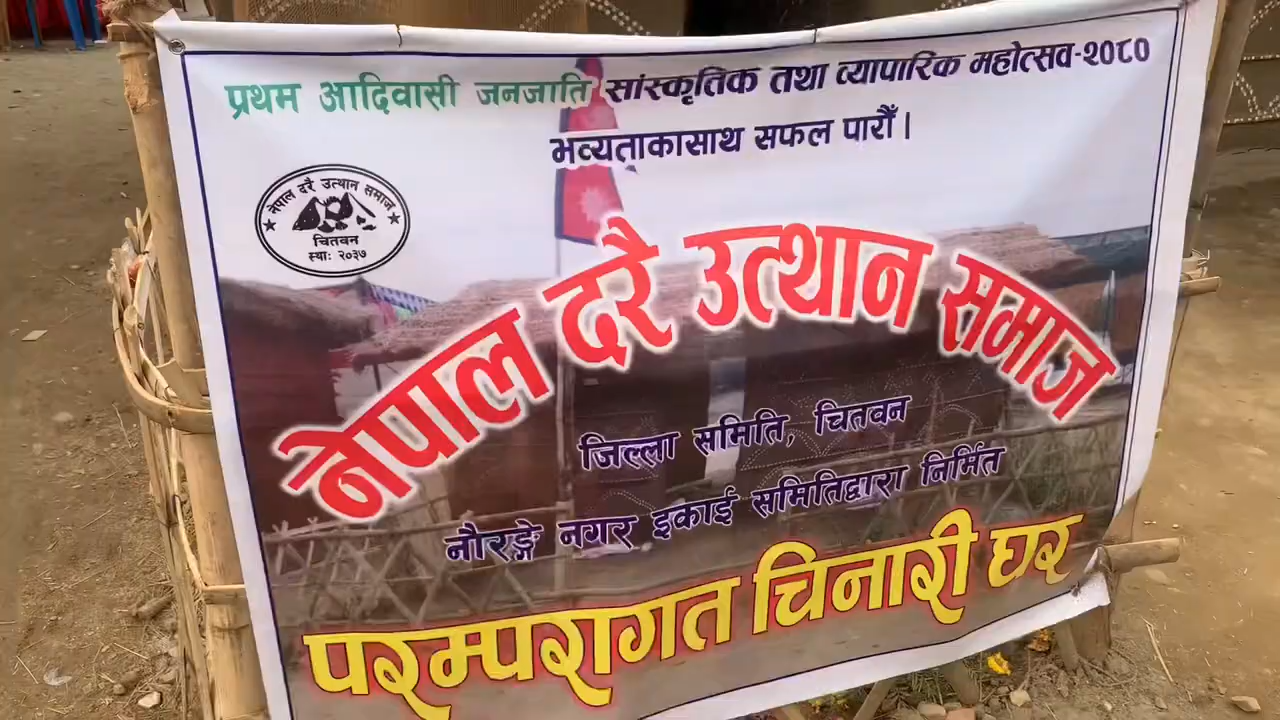 प्रथम आदिवासी जनजाति सांस्कृतिक तथा व्यापारिक महोत्सव-२०८०
भव्यताकासाथ सफल पारौँ ।
नेपाल दरै उत्थान समाज
चितवन
स्थाः २०३७
नेपाल दरै उत्थान समाज
जिल्ला समिति, चितवन
नौरङ्गे नगर इकाई समितिद्वारा निर्मित
परम्परागत चिनारी घर